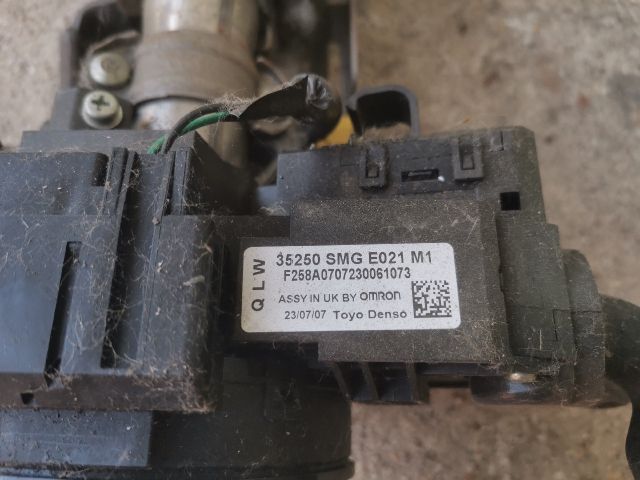 QLW
35250 SMG E021 M1
F258A0707230061073
ASSY IN UK BY OMRON
23/07/07 Toyo Denso